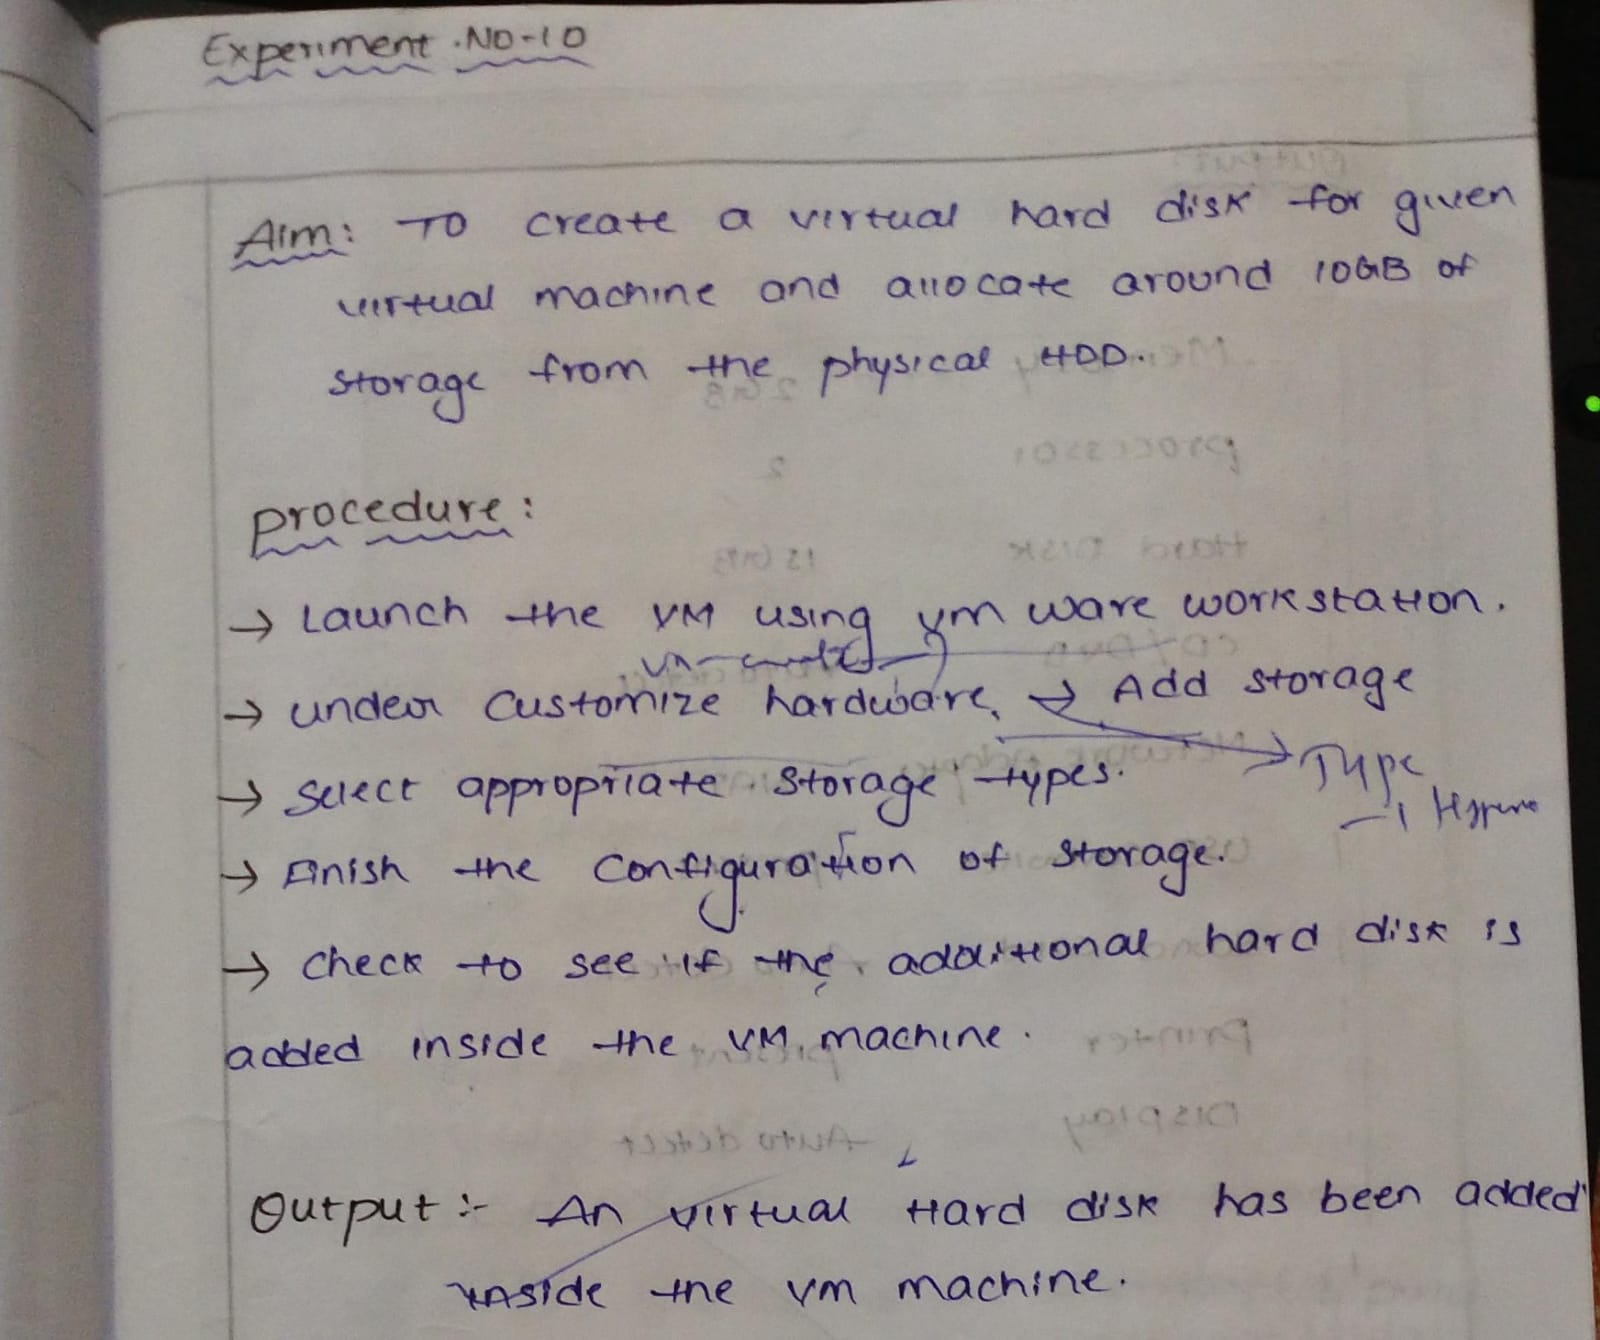 Experiment .NO-10
Aim: TO create a virtual hard disk for given
virtual machine and allocate around 10GB of
storage from the physical HDD.
procedure:
→ Launch the VM using vm ware workstation.
→ under customize hardware, → Add storage
→ select appropriate storage types.
Type
→ Finish the configuration of storage.
→ check to see if the additional hard disk is
added inside the VM machine.
Output :- An virtual Hard disk has been added
inside the vm machine.